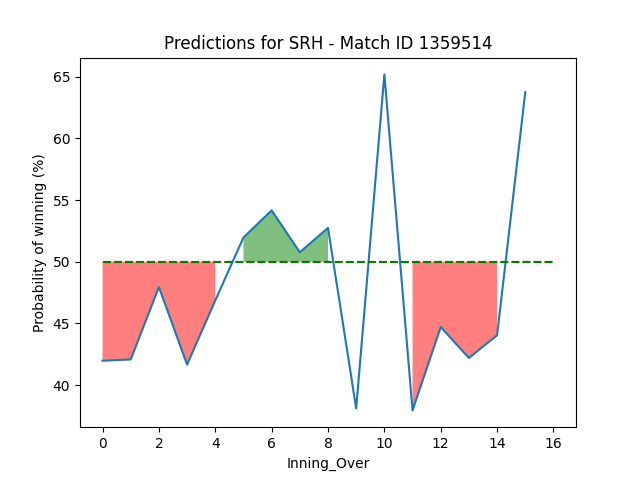 Predictions for SRH - Match ID 1359514
Probability of winning (%)
65
60
55
50
45
40
0 2 4 6 8 10 12 14 16
Inning_Over